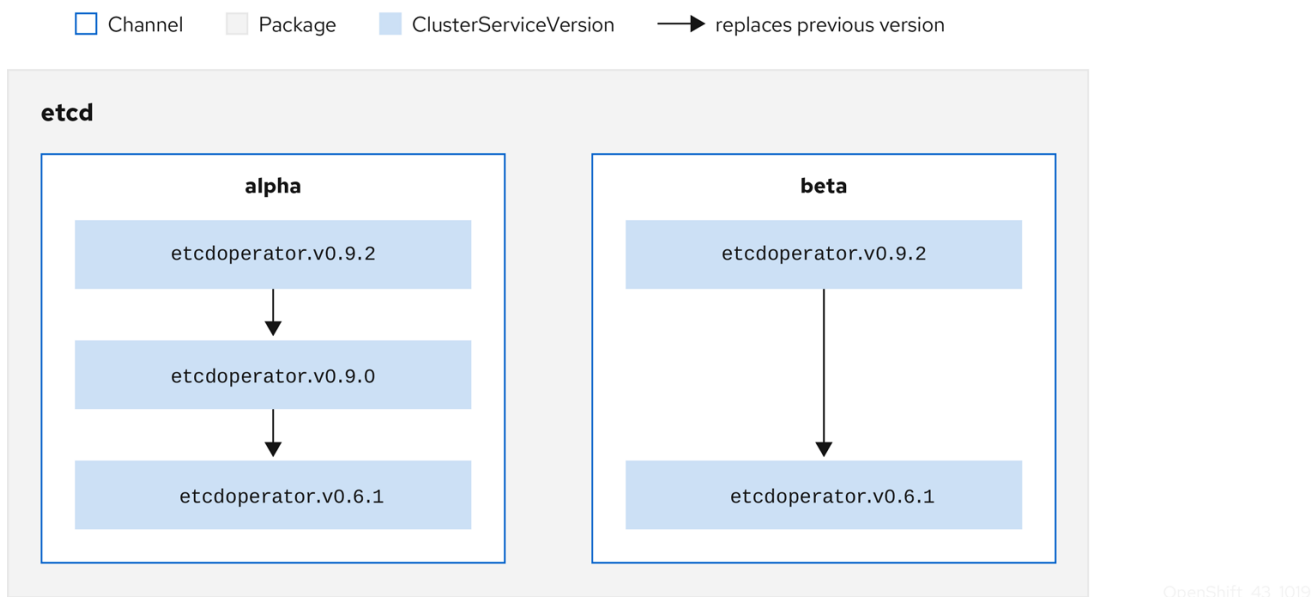 Channel Package ClusterServiceVersion replaces previous version
etcd
alpha
etcdoperator.v0.9.2
etcdoperator.v0.9.0
etcdoperator.v0.6.1
beta
etcdoperator.v0.9.2
etcdoperator.v0.6.1
OpenShift_43_1019